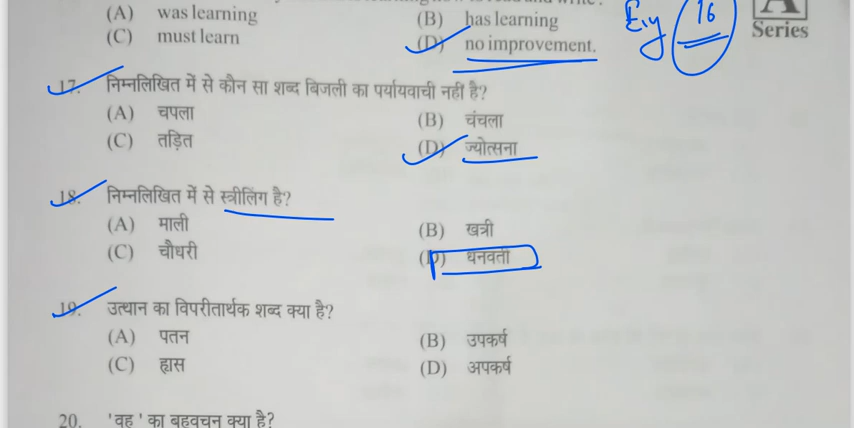 (A) was learning (B) has learning
(C) must learn (D) no improvement.
Series
17. निम्नलिखित में से कौन सा शब्द बिजली का पर्यायवाची नहीं है?
(A) चपला (B) चंचला
(C) तड़ित (D) ज्योत्सना
18. निम्नलिखित में से स्त्रीलिंग है?
(A) माली (B) खत्री
(C) चौधरी (D) धनवती
19. उत्थान का विपरीतार्थक शब्द क्या है?
(A) पतन (B) उपकर्ष
(C) ह्रास (D) अपकर्ष
20. 'वह ' का बहुवचन क्या है?
16